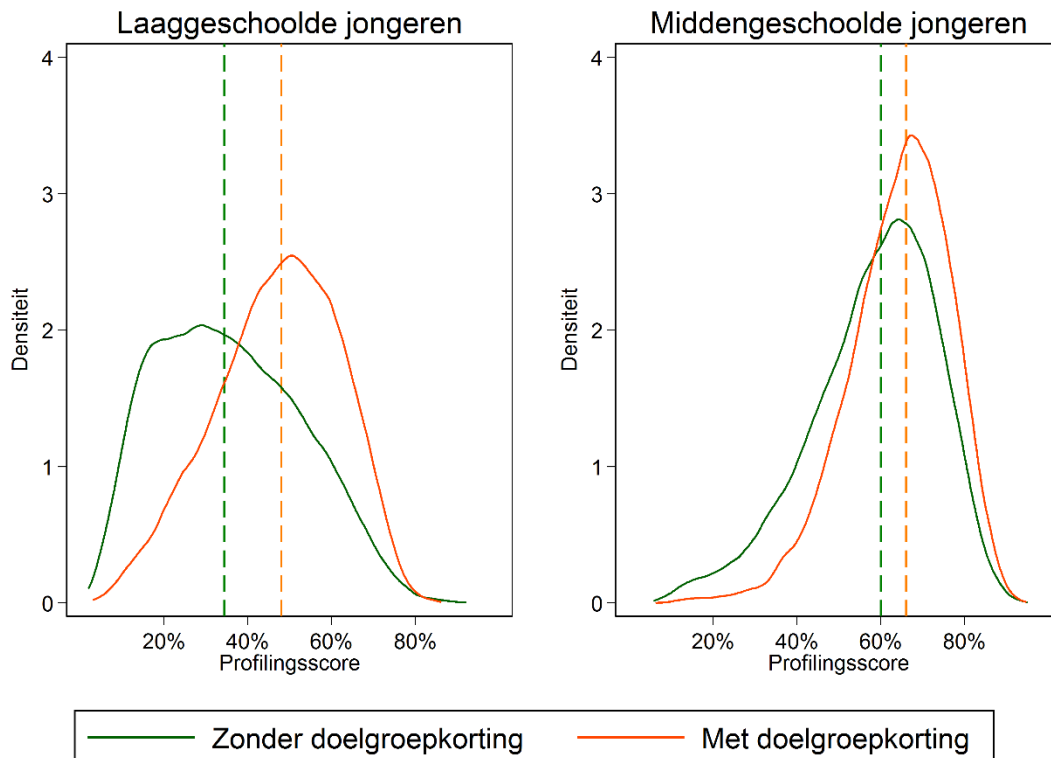 Laaggeschoolde jongeren
4
3
2
1
0
Densiteit
20% 40% 60% 80%
Profilingsscore
Middengeschoolde jongeren
4
3
2
1
0
Densiteit
20% 40% 60% 80%
Profilingsscore
Zonder doelgroepkorting Met doelgroepkorting